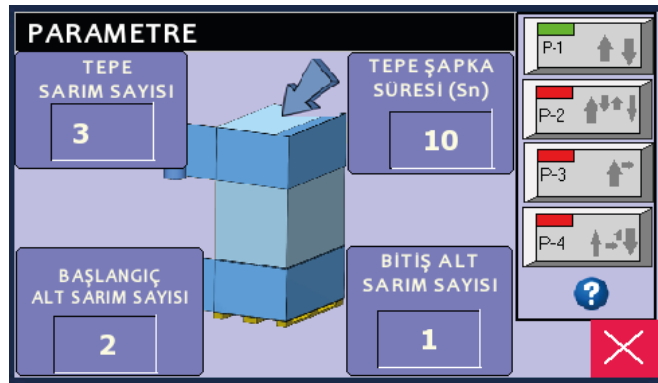 PARAMETRE
TEPE
SARIM SAYISI
3
TEPE ŞAPKA
SÜRESİ (Sn)
10
BAŞLANGIÇ
ALT SARIM SAYISI
2
BİTİŞ ALT
SARIM SAYISI
1
P-1
P-2
P-3
P-4
?